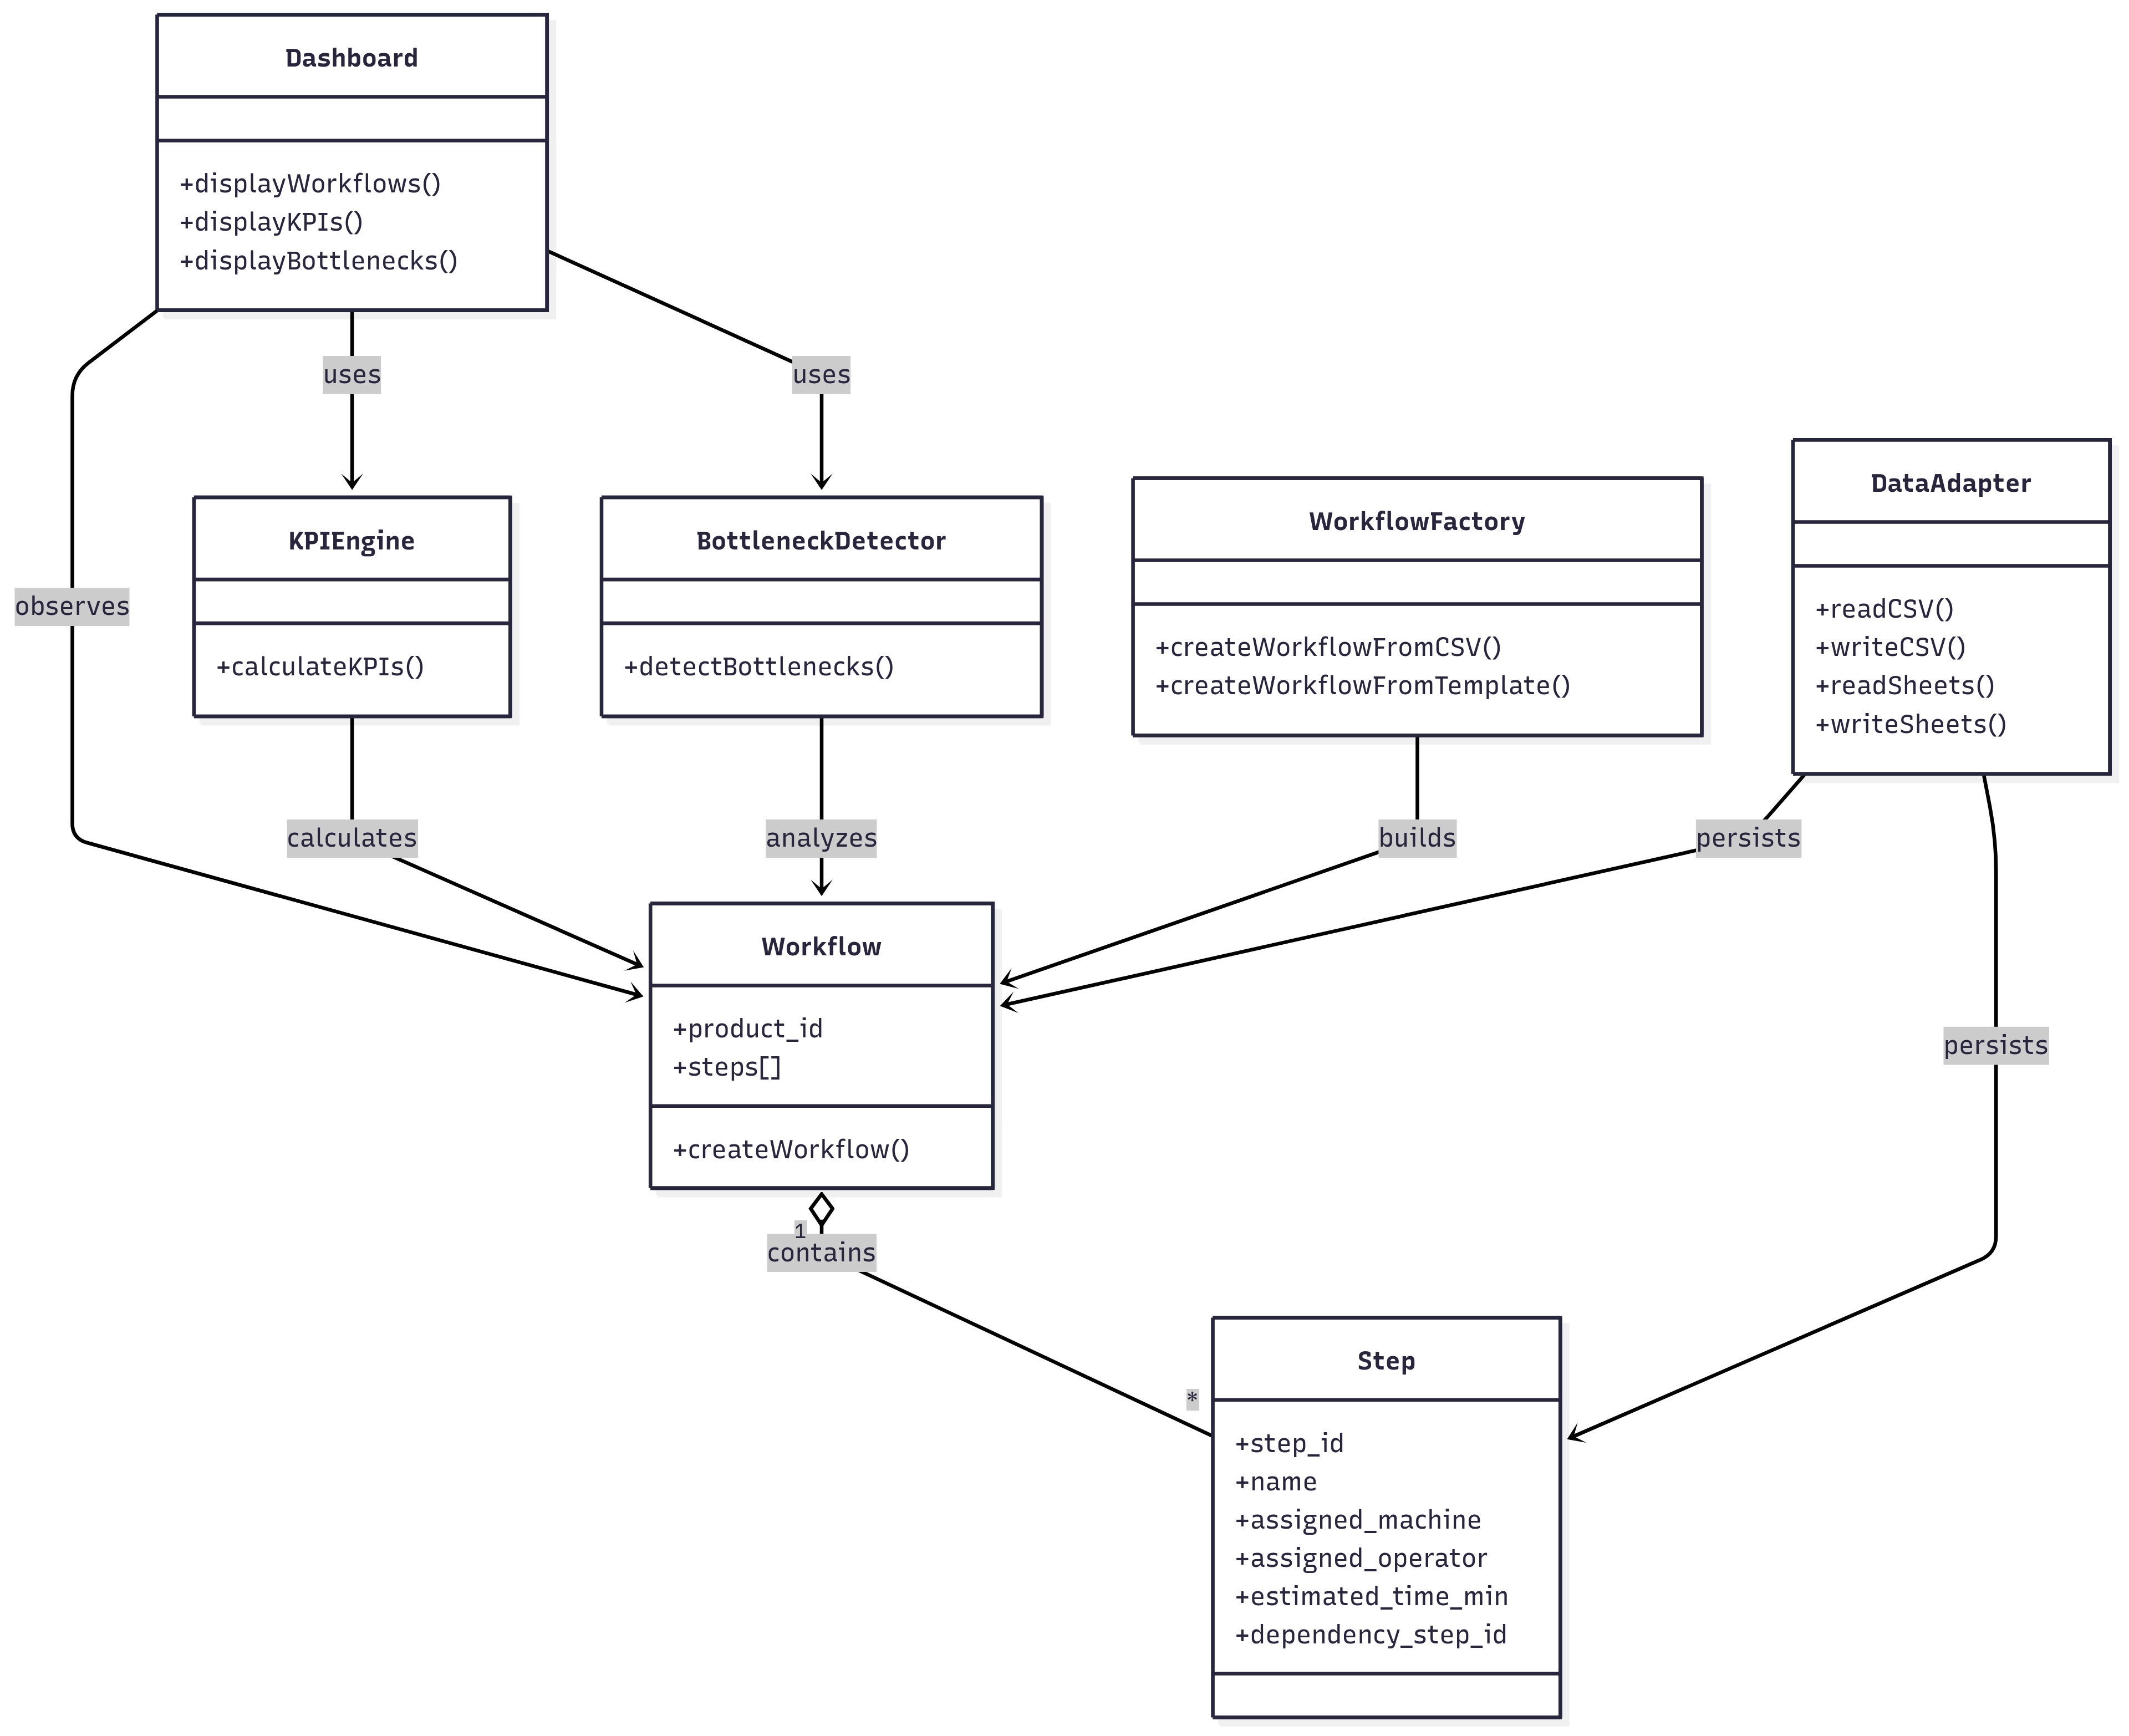 Dashboard
+displayWorkflows()
+displayKPIs()
+displayBottlenecks()
uses
uses
observes
KPIEngine
+calculateKPIs()
BottleneckDetector
+detectBottlenecks()
WorkflowFactory
+createWorkflowFromCSV()
+createWorkflowFromTemplate()
DataAdapter
+readCSV()
+writeCSV()
+readSheets()
+writeSheets()
calculates
analyzes
builds
persists
persists
Workflow
+product_id
+steps[]
+createWorkflow()
1
contains
*
Step
+step_id
+name
+assigned_machine
+assigned_operator
+estimated_time_min
+dependency_step_id